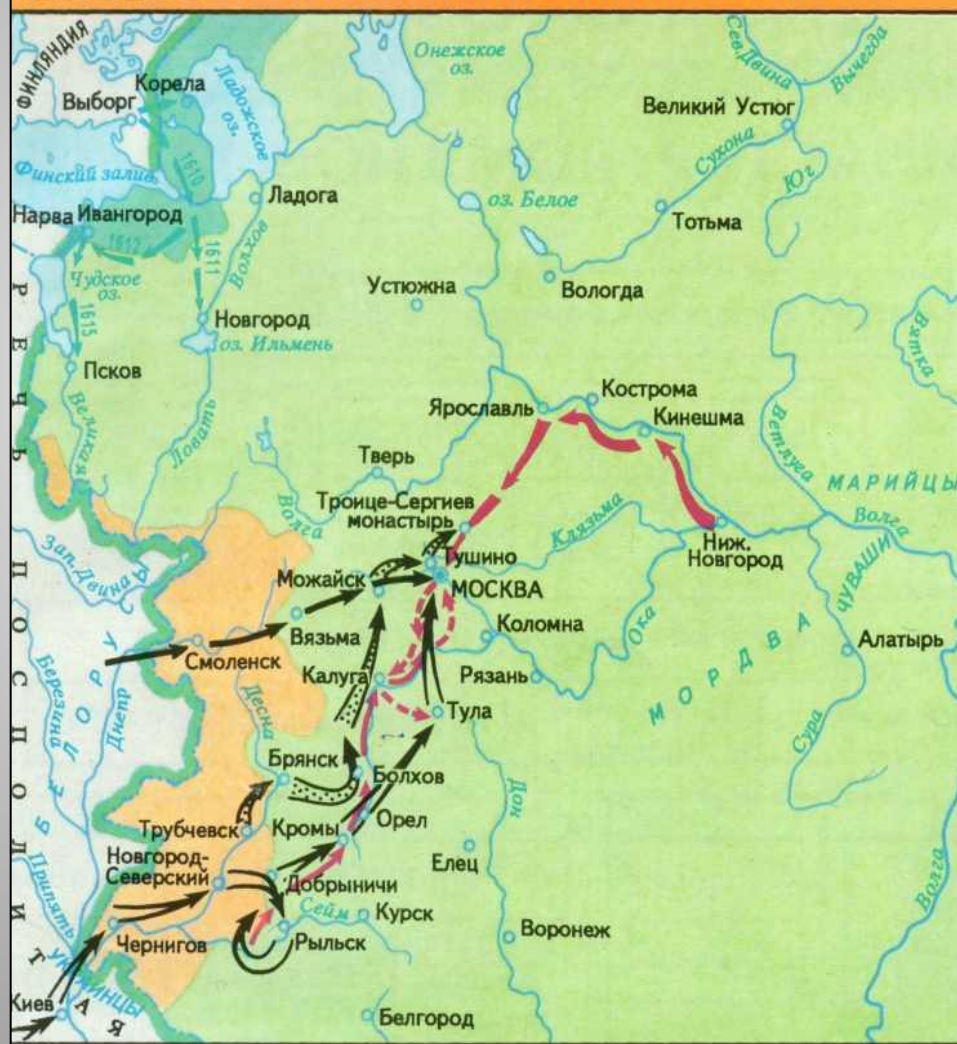 ФИНЛЯНДИЯ
Корела
Выборг
Ладожское
оз.
Онежское
оз.
Сев.Двина
Вычегда
Великий Устюг
Сухона
Юг
Финский залив
1610
Ладога
оз. Белое
Тотьма
Нарва
Ивангород
1612
1611
Волхов
Чудское
оз.
Устюжна
Вологда
1615
Новгород
оз. Ильмень
Псков
Великая
Ловать
Вятка
Кострома
Ярославль
Кинешма
Ветлуга
Тверь
МАРИЙЦЫ
Волга
Троице-Сергиев
монастырь
Клязьма
Волга
Ниж.
Новгород
Зап. Двина
Тушино
Можайск
МОСКВА
ЧУВАШИ
Вязьма
Коломна
Ока
Смоленск
Алатырь
Калуга
Рязань
МОРДВА
Березина
Днепр
БЕЛОРУ
Десна
Тула
Сура
Брянск
Болхов
Дон
Трубчевск
Кромы
Орел
Новгород-
Северский
Елец
Добрыничи
Припять
Сейм
Курск
Волга
Чернигов
Рыльск
Воронеж
УКРАИНЦЫ
Киев
Белгород
РЕЧЬ
ПОСПОЛИТАЯ